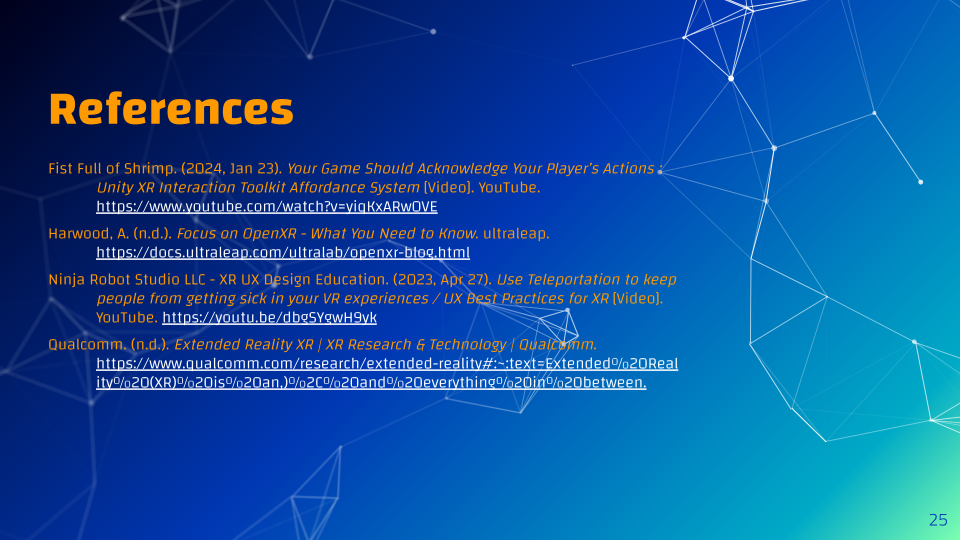 References
Fist Full of Shrimp. (2024, Jan 23). Your Game Should Acknowledge Your Player's Actions :
Unity XR Interaction Toolkit Affordance System [Video]. YouTube.
https://www.youtube.com/watch?v=yiqKxARwOVE
Harwood, A. (n.d.). Focus on OpenXR - What You Need to Know. ultraleap.
https://docs.ultraleap.com/ultralab/openxr-blog.html
Ninja Robot Studio LLC - XR UX Design Education. (2023, Apr 27). Use Teleportation to keep
people from getting sick in your VR experiences / UX Best Practices for XR [Video].
YouTube. https://youtu.be/dbgSYgwH9yk
Qualcomm. (n.d.). Extended Reality XR | XR Research & Technology | Qualcomm.
https://www.qualcomm.com/research/extended-reality#:~:text=Extended%20Real
ity%20(XR)%20is%20an,)%2C%20and%20everything%20in%20between.
25